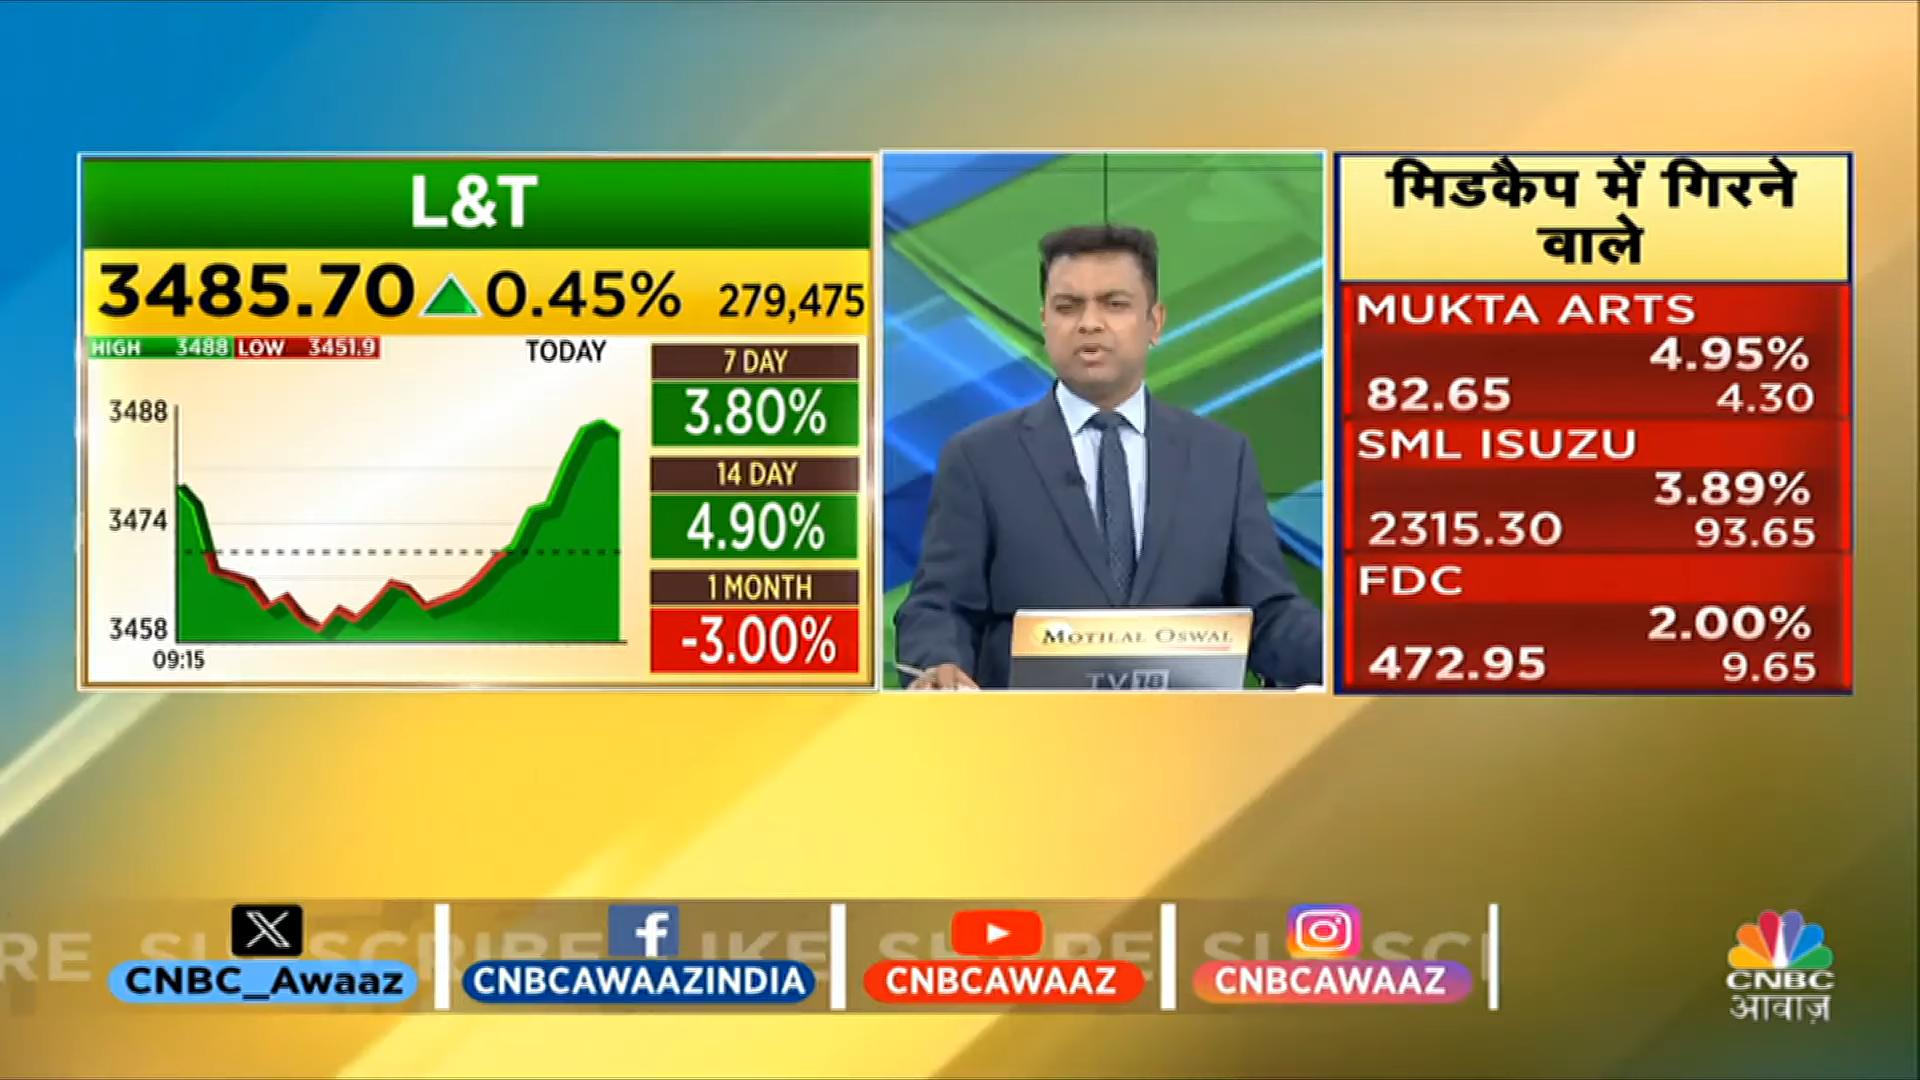 L&T
3485.70 0.45% 279,475
HIGH 3488 LOW 3451.9
TODAY
3488
3474
3458
09:15
7 DAY
3.80%
14 DAY
4.90%
1 MONTH
-3.00%
MOTILAL OSWAL
TV 18
मिडकैप में गिरने
वाले
MUKTA ARTS
4.95%
82.65 4.30
SML ISUZU
3.89%
2315.30 93.65
FDC
2.00%
472.95 9.65
CNBC_Awaaz
CNBCAWAAZINDIA
CNBCAWAAZ
CNBCAWAAZ
CNBC
आवाज़